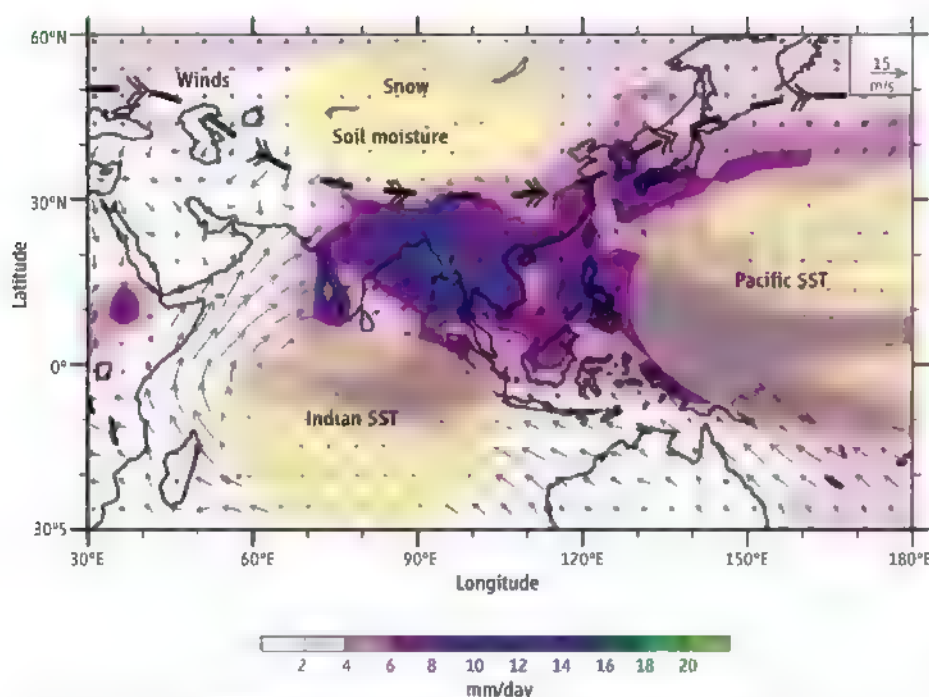 60°N
Winds
Snow
15
m/s
Soil moisture
30°N
Latitude
Pacific SST
0°
Indian SST
30°S
30°E
60°E
90°E
120°E
150°E
180°E
Longitude
2 4 6 8 10 12 14 16 18 20
mm/day